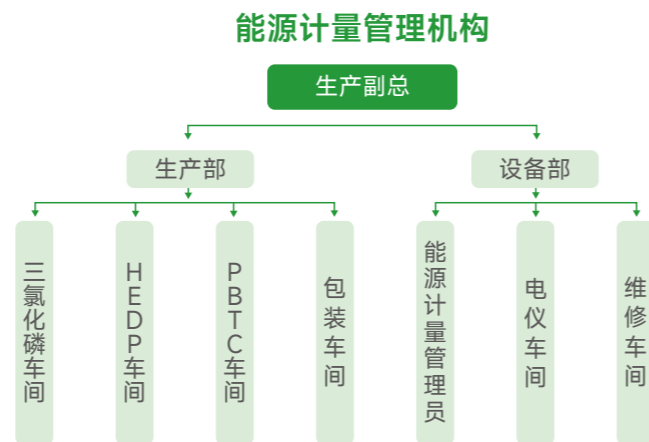 能源计量管理机构
生产副总
生产部
设备部
三氯化磷车间
HEDP车间
PBTC车间
包装车间
能源计量管理员
电仪车间
维修车间